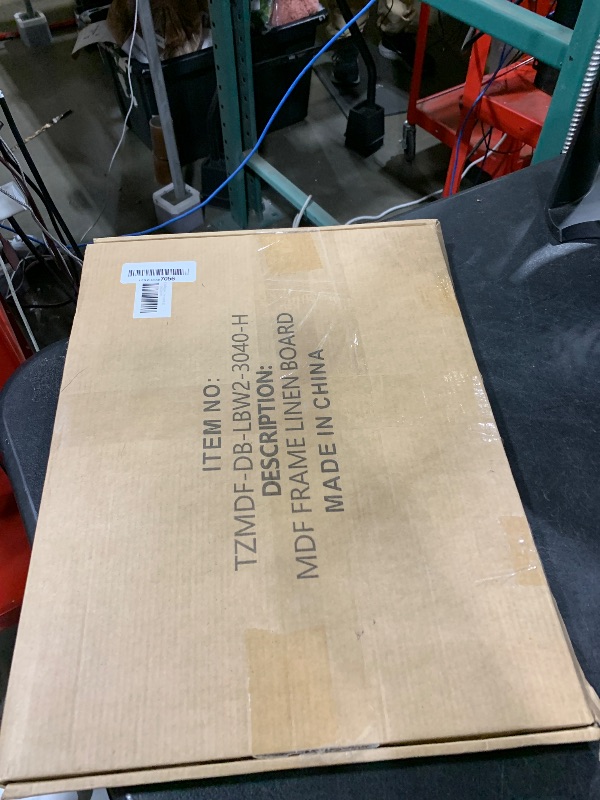 ITEM NO:
TZMDF-DB-LBW2-3040-H
DESCRIPTION:
MDF FRAME LINEN BOARD
MADE IN CHINA